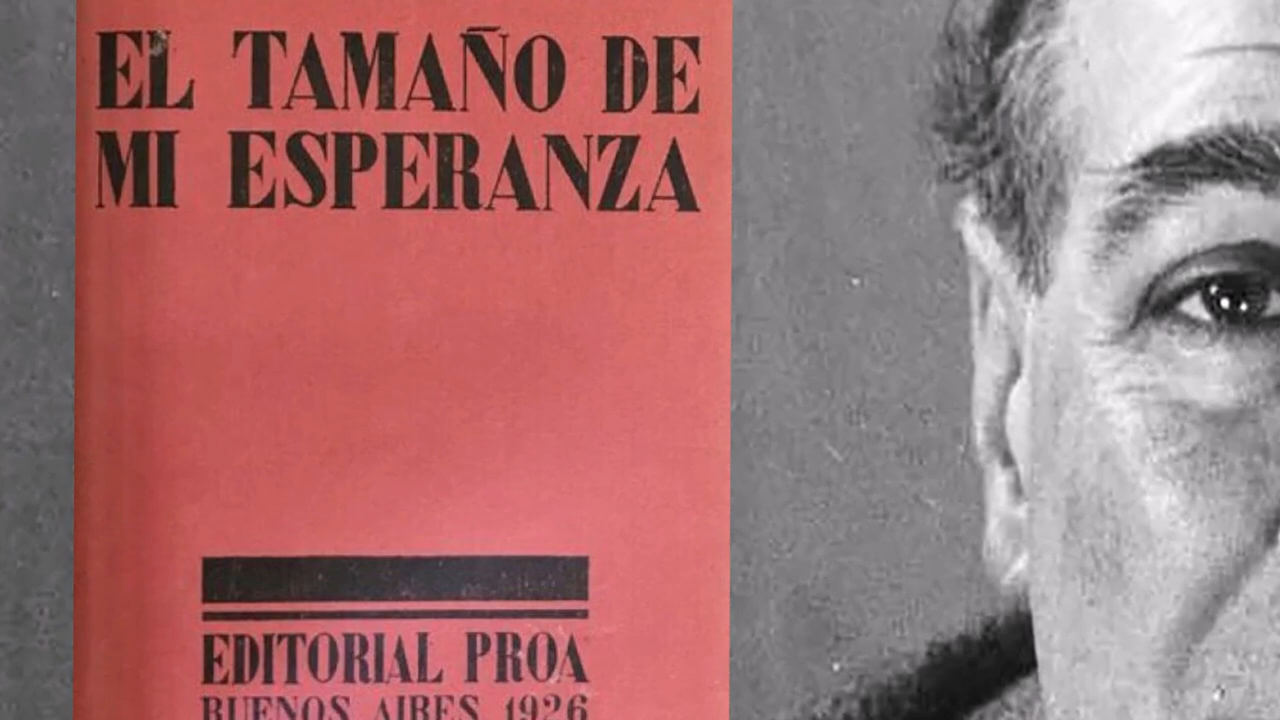 EL TAMAÑO DE
MI ESPERANZA
EDITORIAL PROA
BUENOS AIRES 1926